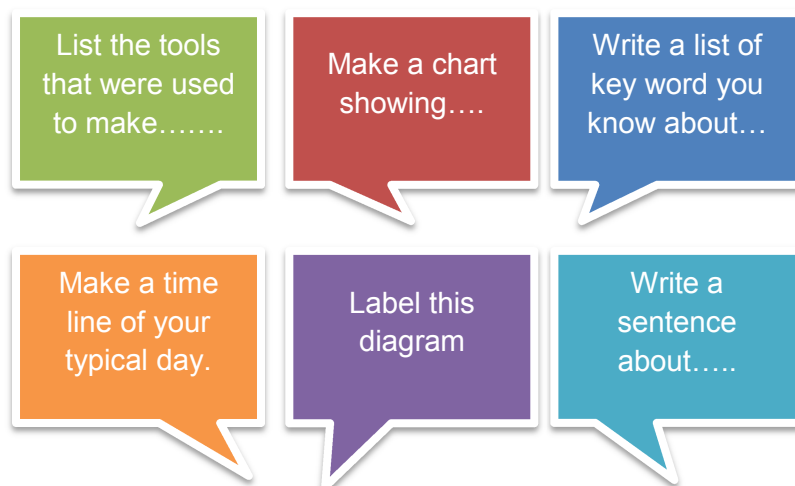 List the tools
that were used
to make…….
Make a chart
showing….
Write a list of
key word you
know about…
Make a time
line of your
typical day.
Label this
diagram
Write a
sentence
about…..